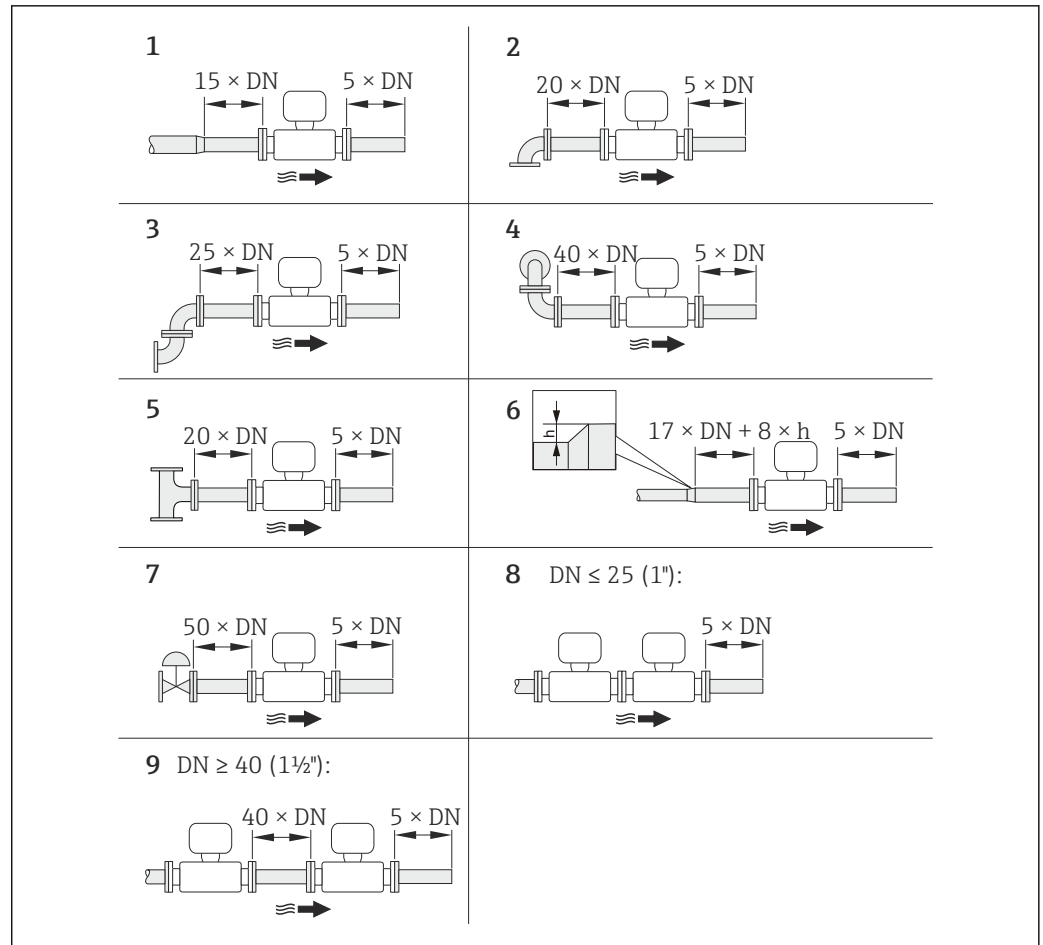 1
15 × DN 5 × DN
2
20 × DN 5 × DN
3
25 × DN 5 × DN
4
40 × DN 5 × DN
5
20 × DN 5 × DN
6
h
17 × DN + 8 × h 5 × DN
7
50 × DN 5 × DN
8 DN ≤ 25 (1"):
5 × DN
9 DN ≥ 40 (1½"):
40 × DN 5 × DN